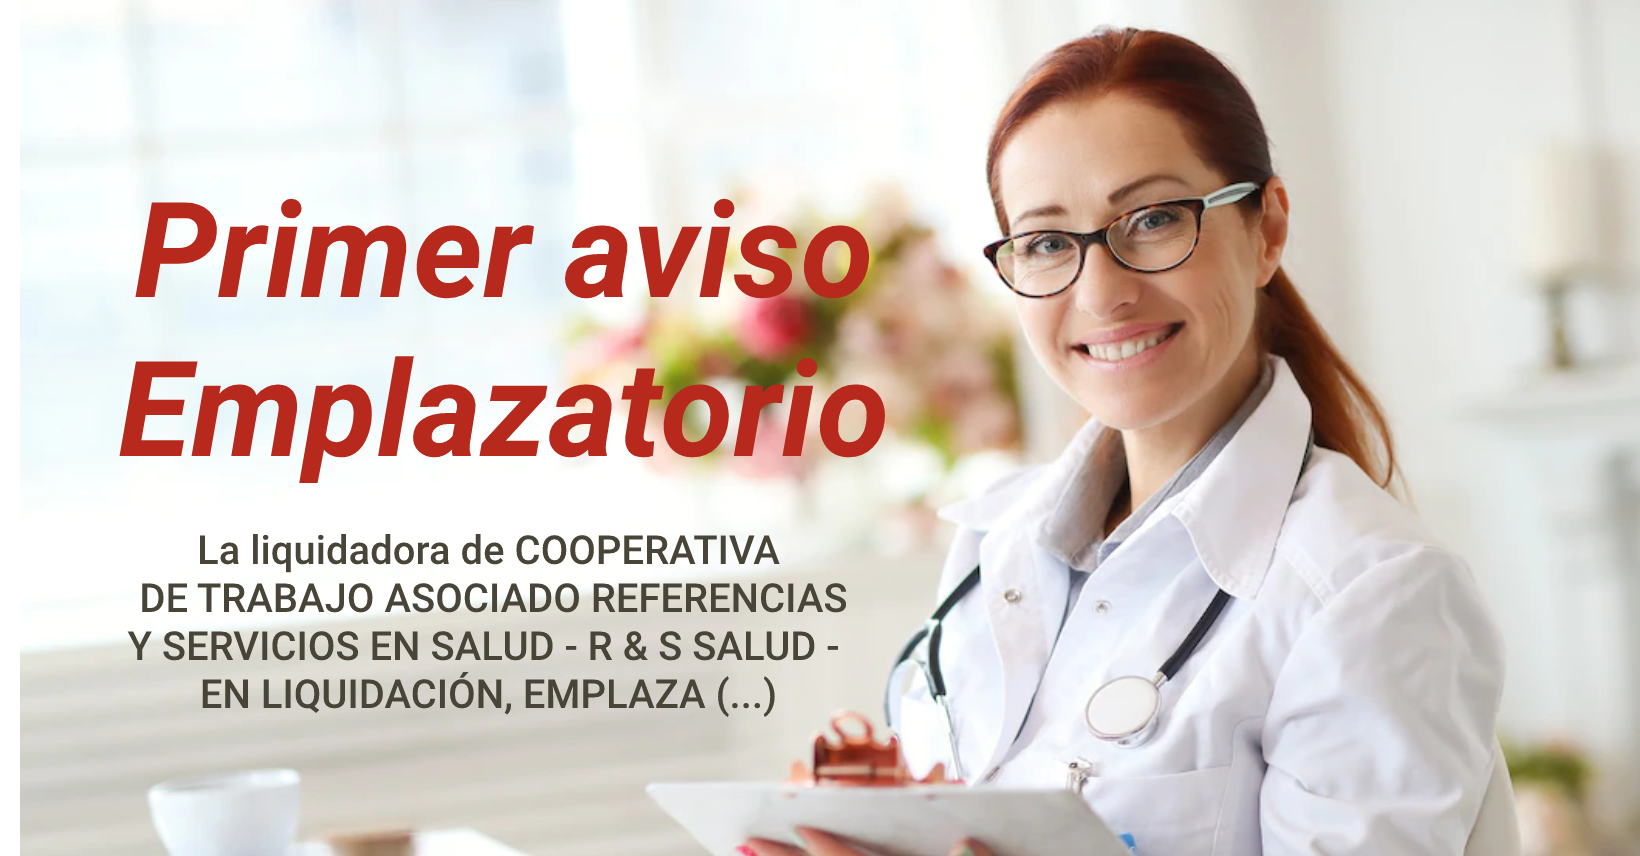 Primer aviso
Emplazatorio
La liquidadora de COOPERATIVA
DE TRABAJO ASOCIADO REFERENCIAS
Y SERVICIOS EN SALUD - R & S SALUD -
EN LIQUIDACIÓN, EMPLAZA (...)